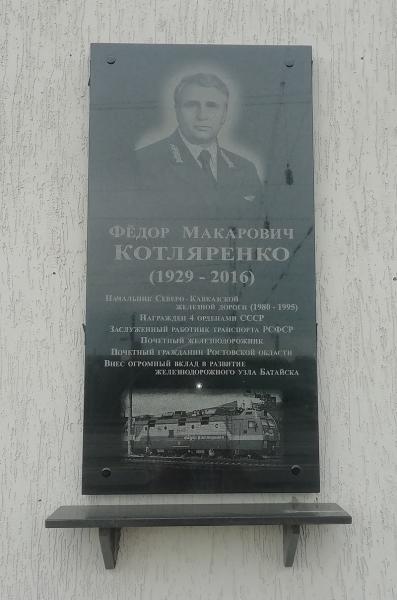 Фёдор Макарович
Котляренко
(1929 - 2016)
Начальник Северо-Кавказской
железной дороги (1980 - 1995)
Награжден 4 орденами СССР
Заслуженный работник транспорта РСФСР
Почетный железнодорожник
Почетный гражданин Ростовской области
Внес огромный вклад в развитие
железнодорожного узла Батайска